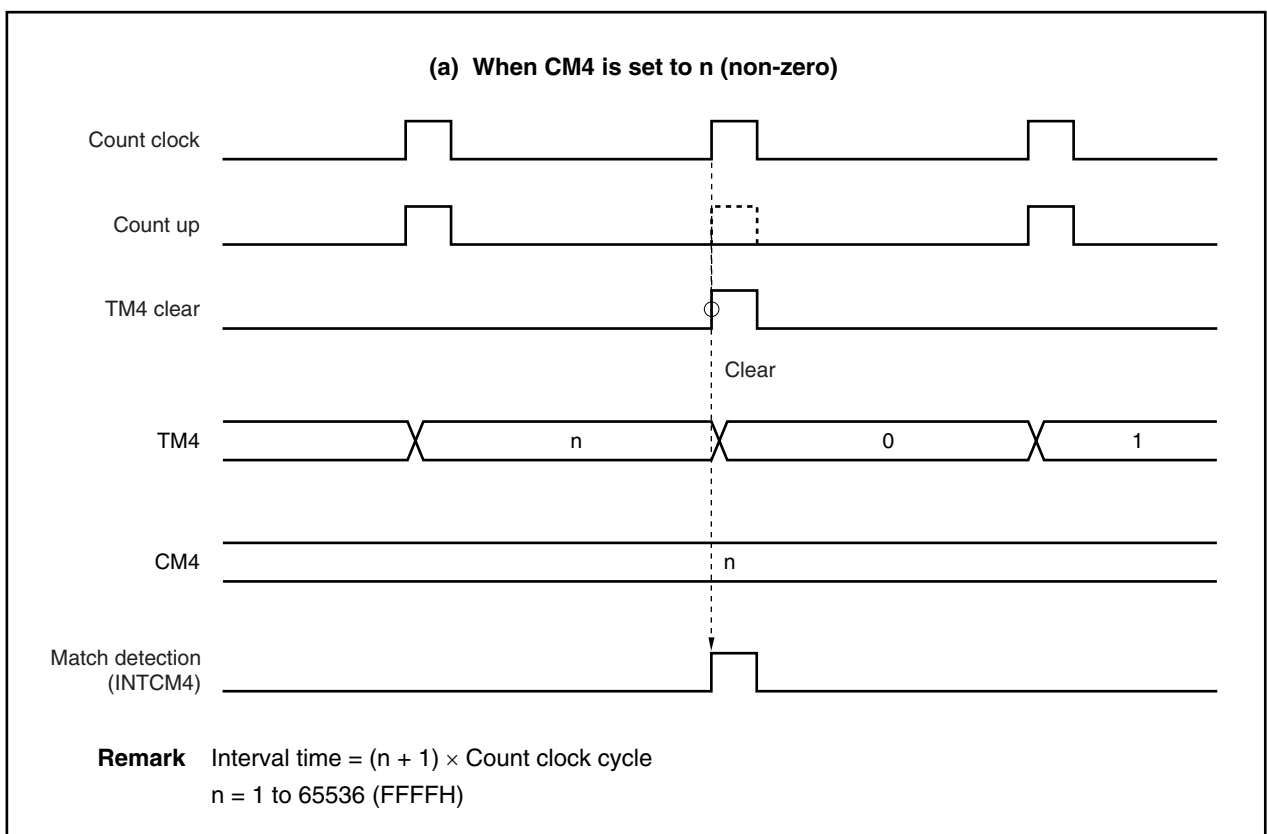 (a) When CM4 is set to n (non-zero)
Count clock
Count up
TM4 clear
Clear
TM4
n
0
1
CM4
n
Match detection
(INTCM4)
Remark Interval time = (n + 1) × Count clock cycle
n = 1 to 65536 (FFFFH)